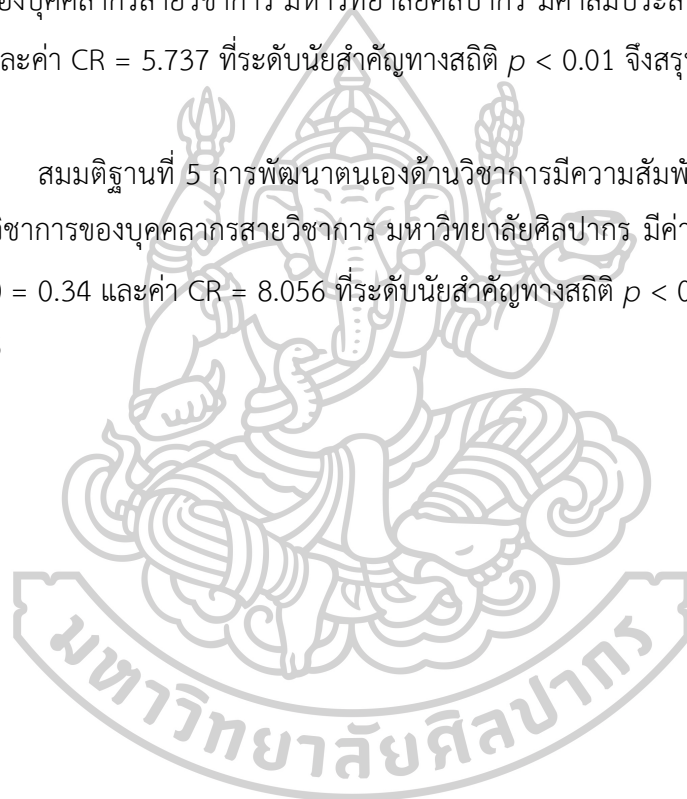 องบุคคลากรสายวิชาการ มหาวิทยาลัยศิลปากร มีค่าสัมประส
ละค่า CR = 5.737 ที่ระดับนัยสำคัญทางสถิติ p < 0.01 จึงสรุป
สมมติฐานที่ 5 การพัฒนาตนเองด้านวิชาการมีความสัมพั
วิชาการของบุคคลากรสายวิชาการ มหาวิทยาลัยศิลปากร มีค่า
= 0.34 และค่า CR = 8.056 ที่ระดับนัยสำคัญทางสถิติ p < 0
มหาวิทยาลัยศิลปากร